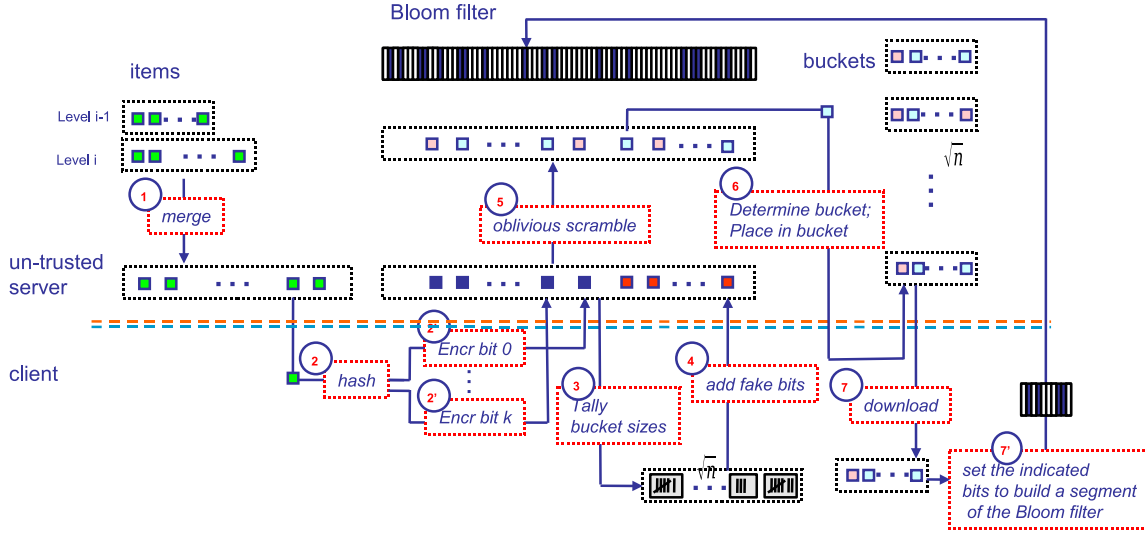 Bloom filter
items
buckets
Level i-1
Level i
√n
1
merge
5
oblivious scramble
6
Determine bucket;
Place in bucket
un-trusted
server
client
2
hash
2'
Encr bit 0
2'
Encr bit k
3
Tally
bucket sizes
4
add fake bits
7
download
√n
7'
set the indicated
bits to build a segment
of the Bloom filter